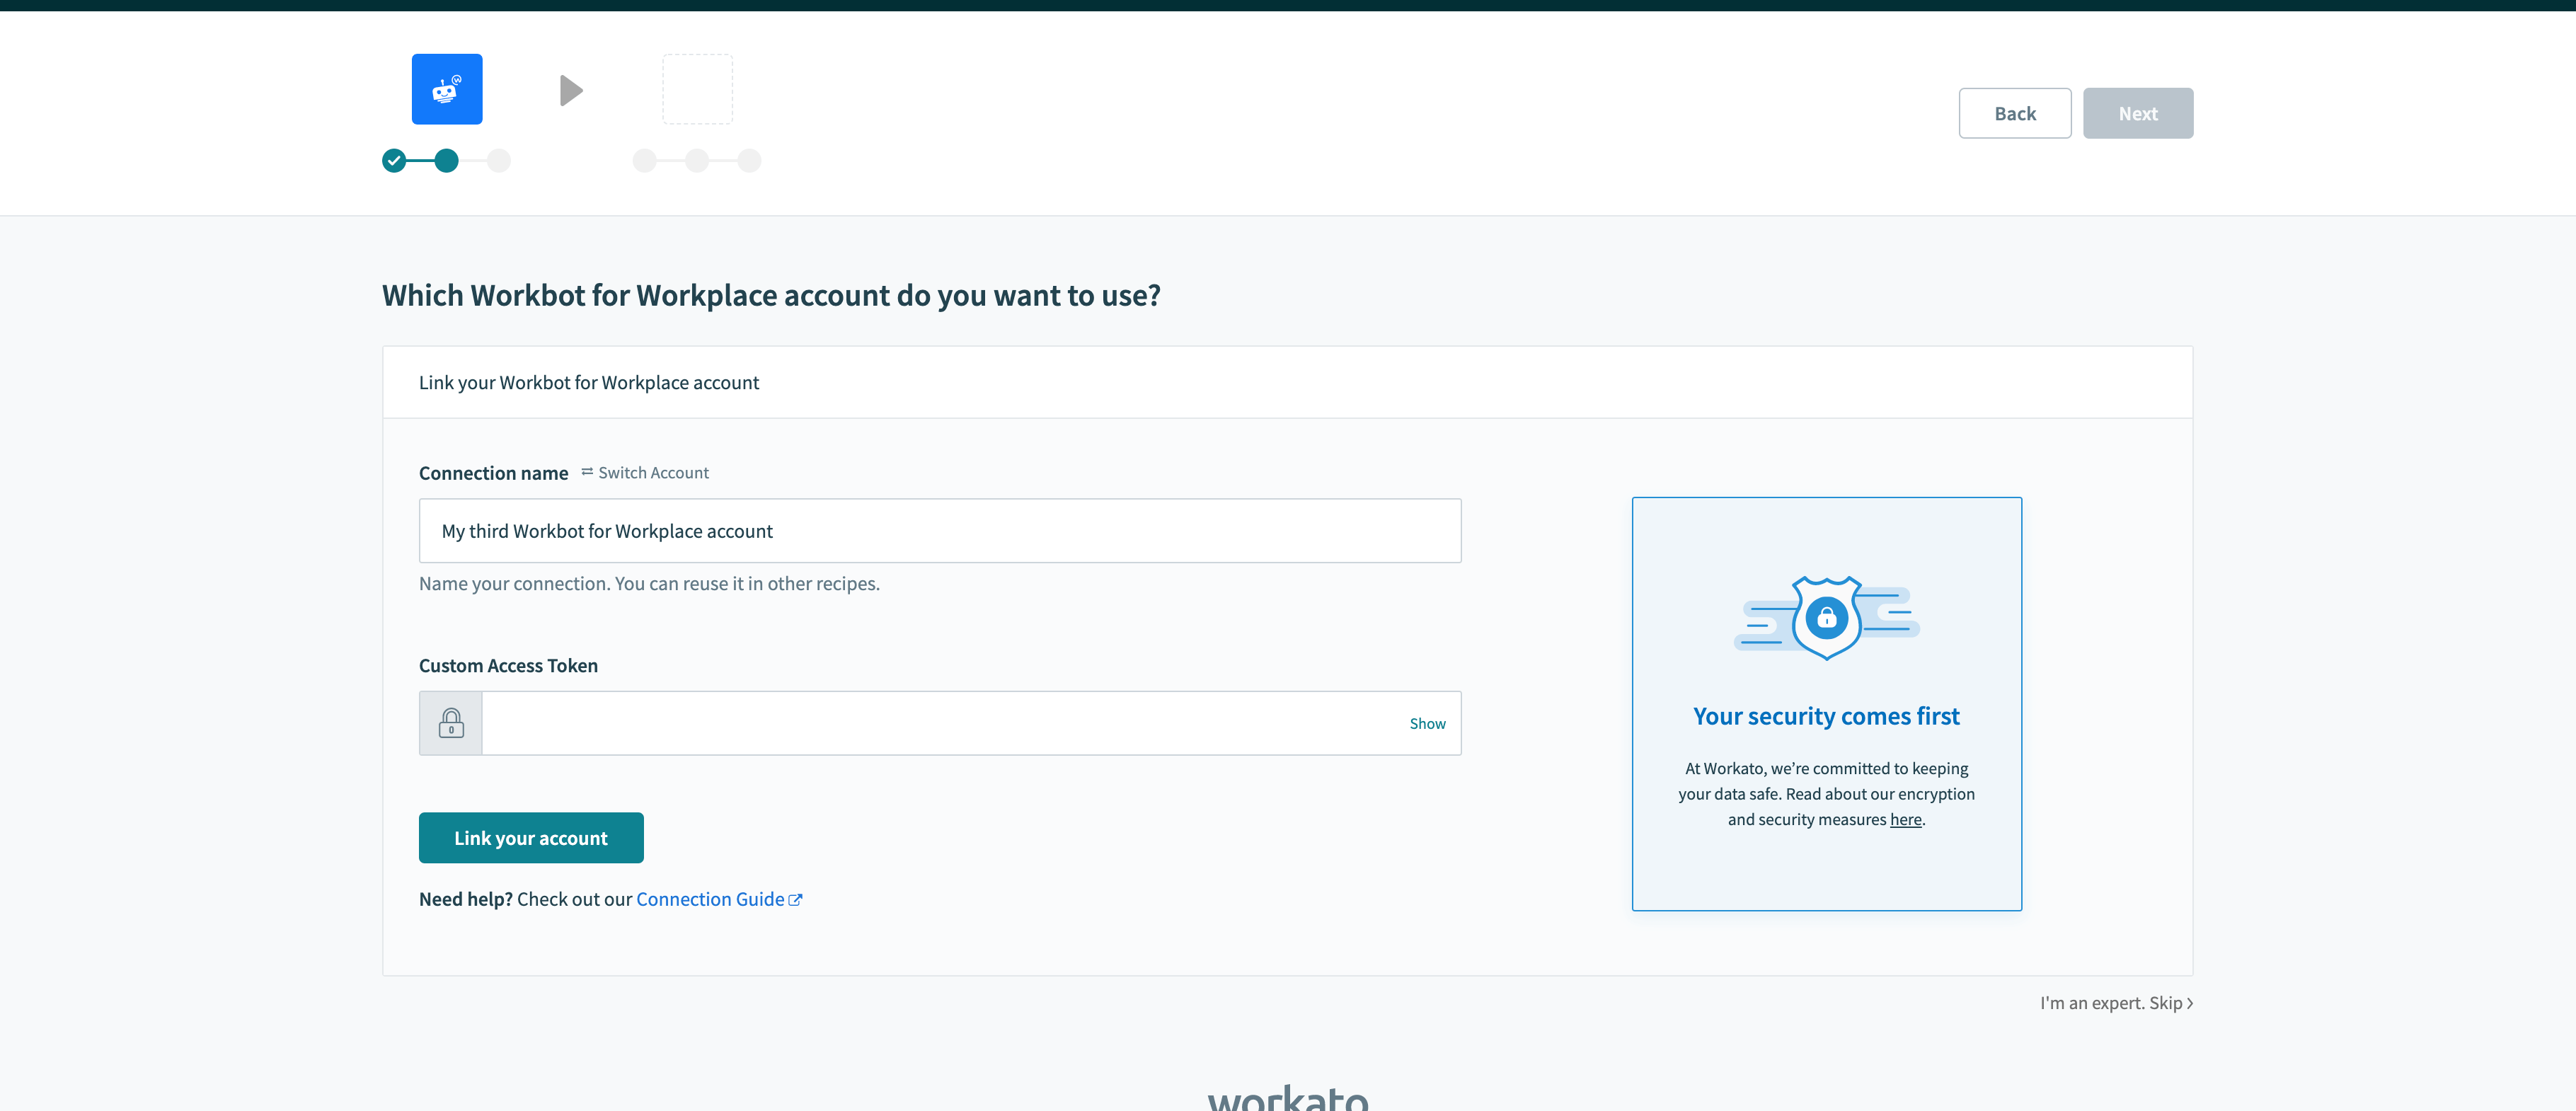 Back
Next
Which Workbot for Workplace account do you want to use?
Link your Workbot for Workplace account
Connection name Switch Account
My third Workbot for Workplace account
Name your connection. You can reuse it in other recipes.
Custom Access Token
Show
Link your account
Need help? Check out our Connection Guide
Your security comes first
At Workato, we're committed to keeping
your data safe. Read about our encryption
and security measures here.
I'm an expert. Skip
workato